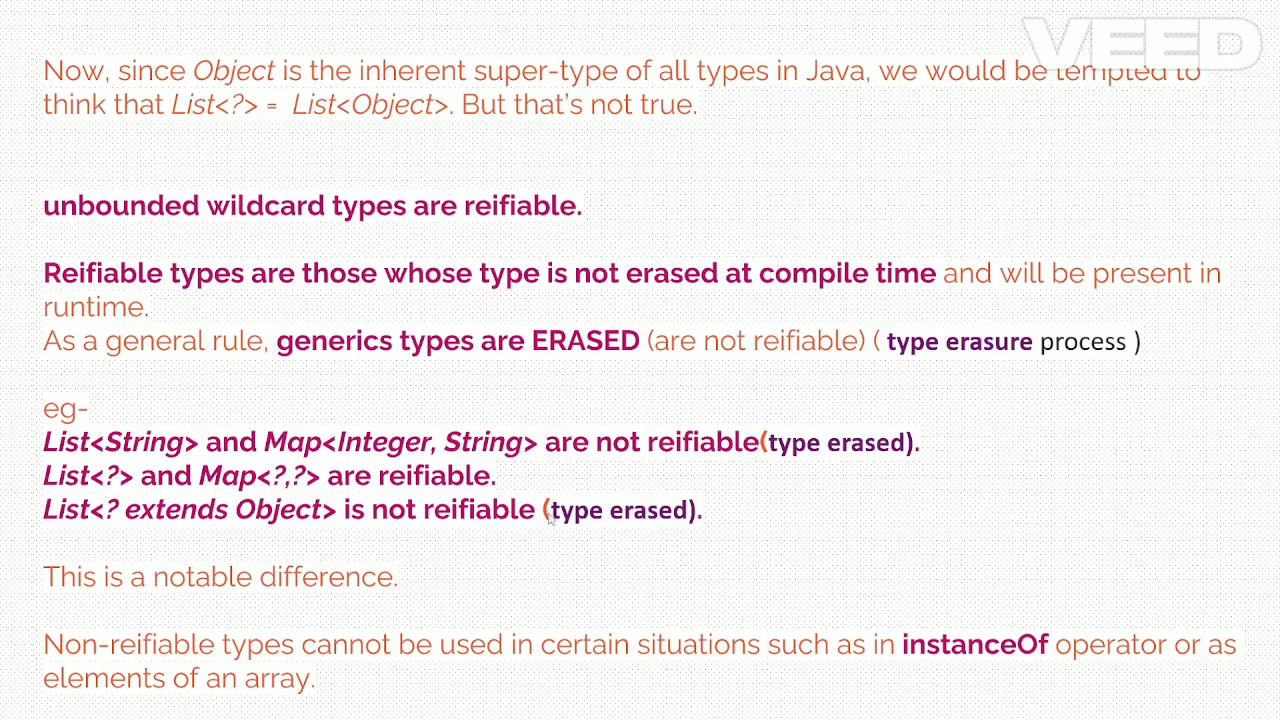 VEED
Now, since Object is the inherent super-type of all types in Java, we would be tempted to
think that List<?> = List<Object>. But that's not true.
unbounded wildcard types are reifiable.
Reifiable types are those whose type is not erased at compile time and will be present in
runtime.
As a general rule, generics types are ERASED (are not reifiable) ( type erasure process )
eg-
List<String> and Map<Integer, String> are not reifiable(type erased).
List<?> and Map<?,?> are reifiable.
List<? extends Object> is not reifiable (type erased).
This is a notable difference.
Non-reifiable types cannot be used in certain situations such as in instanceOf operator or as
elements of an array.